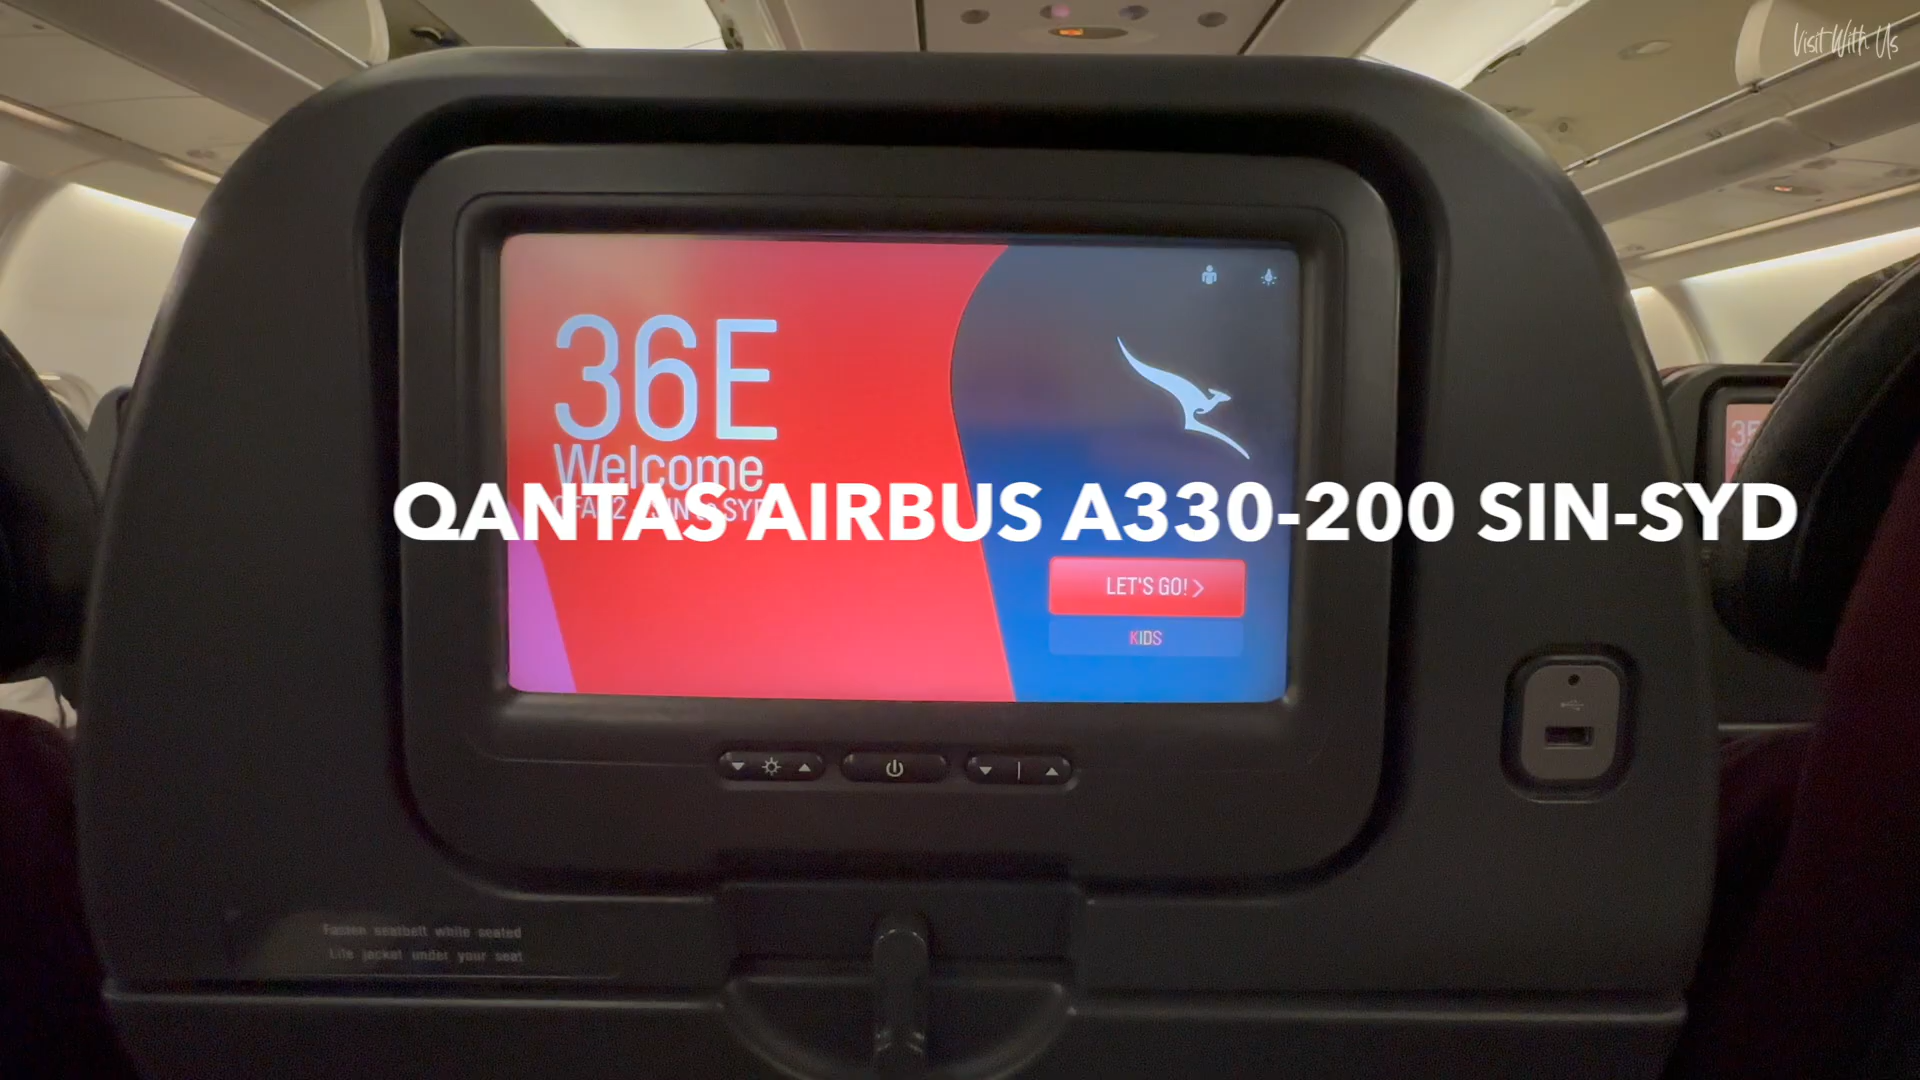 Visit With Us
36E
Welcome
QANTAS AIRBUS A330-200 SIN-SYD
LET'S GO! >
KIDS
Fasten seatbelt while seated
Life jacket under your seat